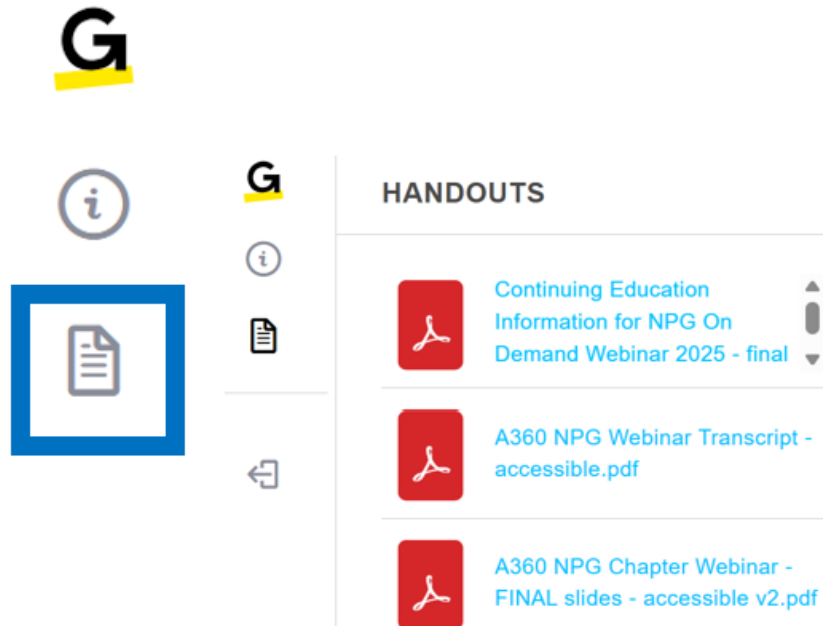 G
G
HANDOUTS
Continuing Education
Information for NPG On
Demand Webinar 2025 - final
A360 NPG Webinar Transcript -
accessible.pdf
A360 NPG Chapter Webinar -
FINAL slides - accessible v2.pdf